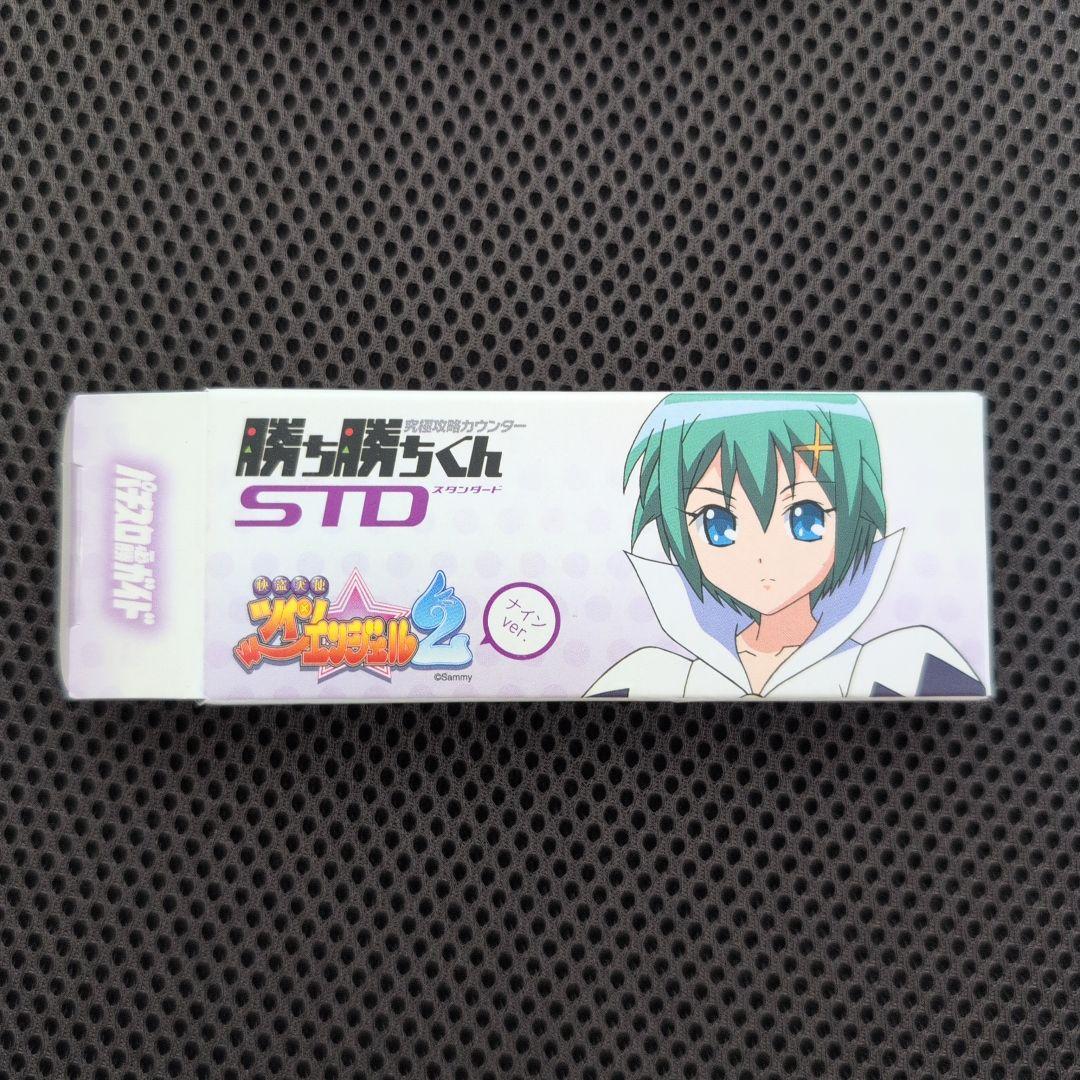 究極攻略カウンター
勝ち勝ちくん
STD スタンダード
快盗天使
ツインエンジェル2
ナイン
ver.
©Sammy
パチスロ必勝ガイド